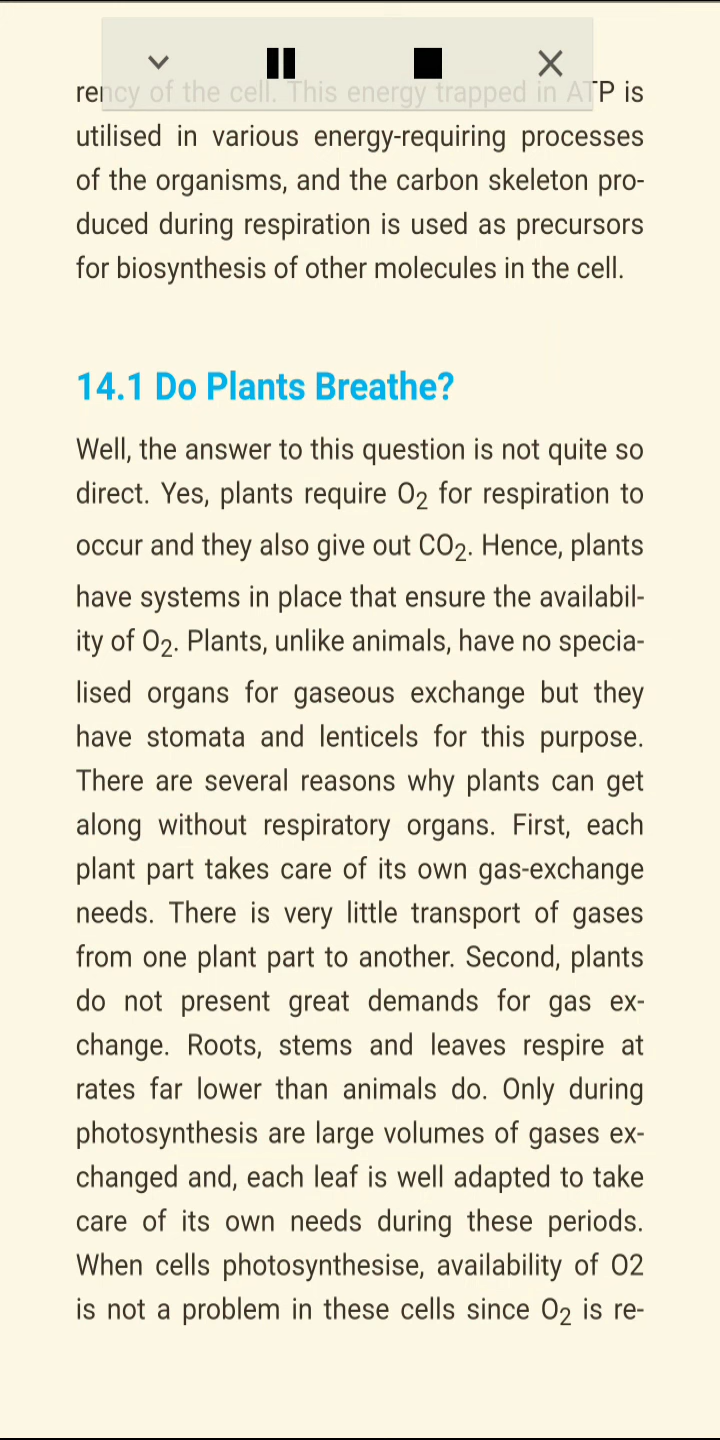 rency of the cell. This energy trapped in ATP is
utilised in various energy-requiring processes
of the organisms, and the carbon skeleton pro-
duced during respiration is used as precursors
for biosynthesis of other molecules in the cell.
14.1 Do Plants Breathe?
Well, the answer to this question is not quite so
direct. Yes, plants require O₂ for respiration to
occur and they also give out CO₂. Hence, plants
have systems in place that ensure the availabil-
ity of O₂. Plants, unlike animals, have no specia-
lised organs for gaseous exchange but they
have stomata and lenticels for this purpose.
There are several reasons why plants can get
along without respiratory organs. First, each
plant part takes care of its own gas-exchange
needs. There is very little transport of gases
from one plant part to another. Second, plants
do not present great demands for gas ex-
change. Roots, stems and leaves respire at
rates far lower than animals do. Only during
photosynthesis are large volumes of gases ex-
changed and, each leaf is well adapted to take
care of its own needs during these periods.
When cells photosynthesise, availability of O2
is not a problem in these cells since O₂ is re-